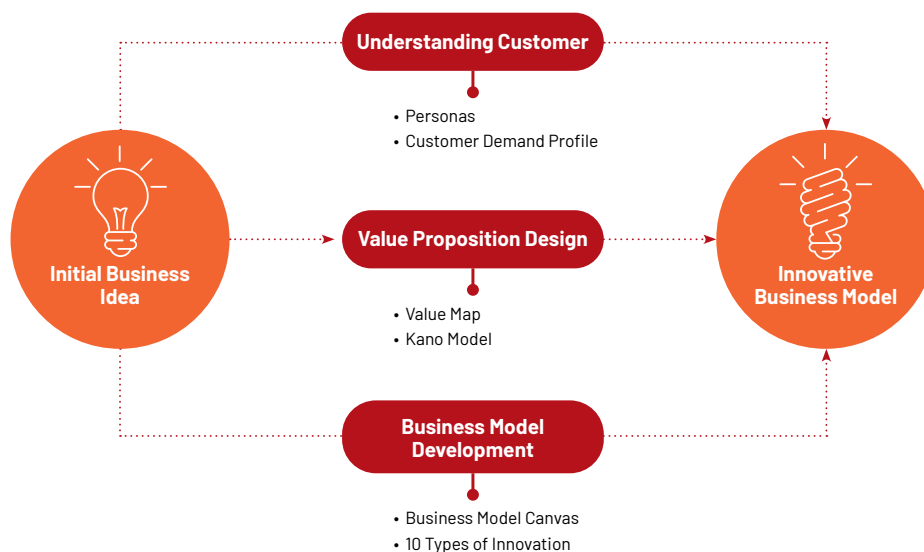 Understanding Customer
• Personas
• Customer Demand Profile
Initial Business
Idea
Value Proposition Design
• Value Map
• Kano Model
Innovative
Business Model
Business Model
Development
• Business Model Canvas
• 10 Types of Innovation